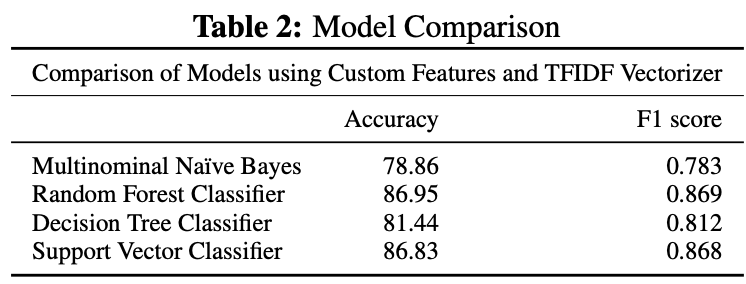 Table 2: Model Comparison
Comparison of Models using Custom Features and TFIDF Vectorizer
Accuracy F1 score
Multinominal Naïve Bayes 78.86 0.783
Random Forest Classifier 86.95 0.869
Decision Tree Classifier 81.44 0.812
Support Vector Classifier 86.83 0.868